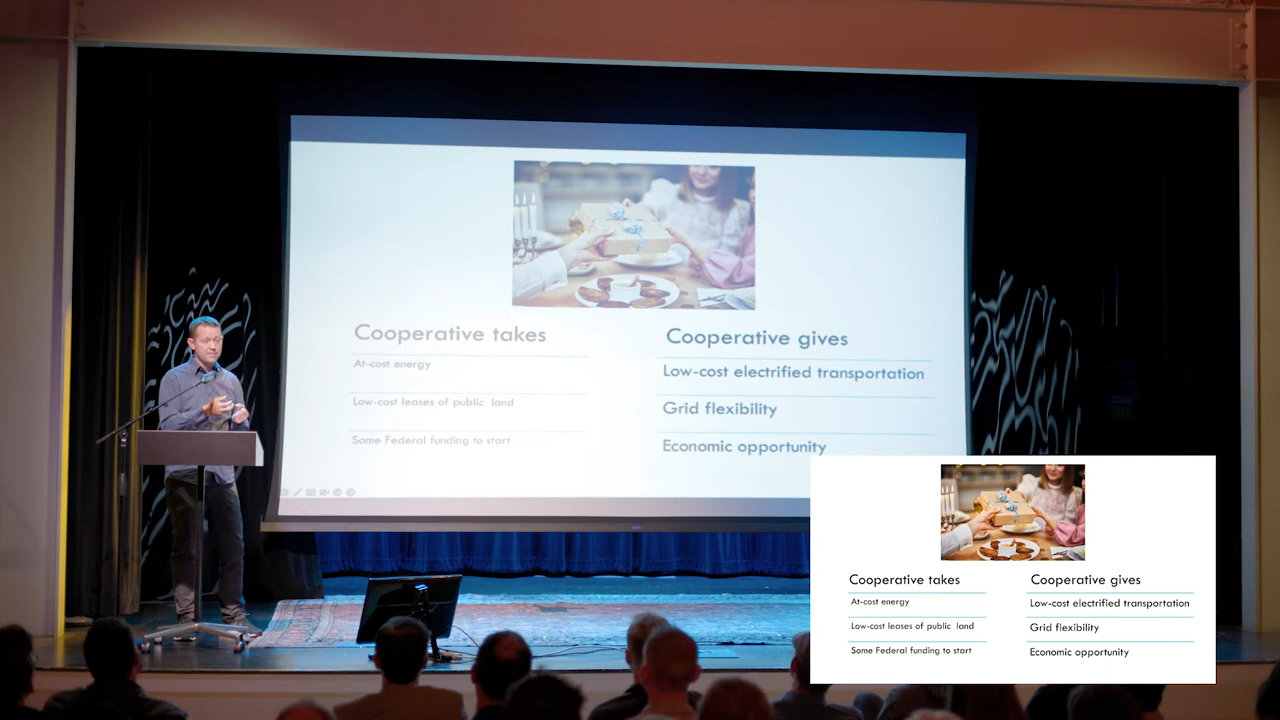 Cooperative takes
At-cost energy
Low-cost leases of public land
Some Federal funding to start
Cooperative gives
Low-cost electrified transportation
Grid flexibility
Economic opportunity
Cooperative takes
At-cost energy
Low-cost leases of public land
Some Federal funding to start
Cooperative gives
Low-cost electrified transportation
Grid flexibility
Economic opportunity